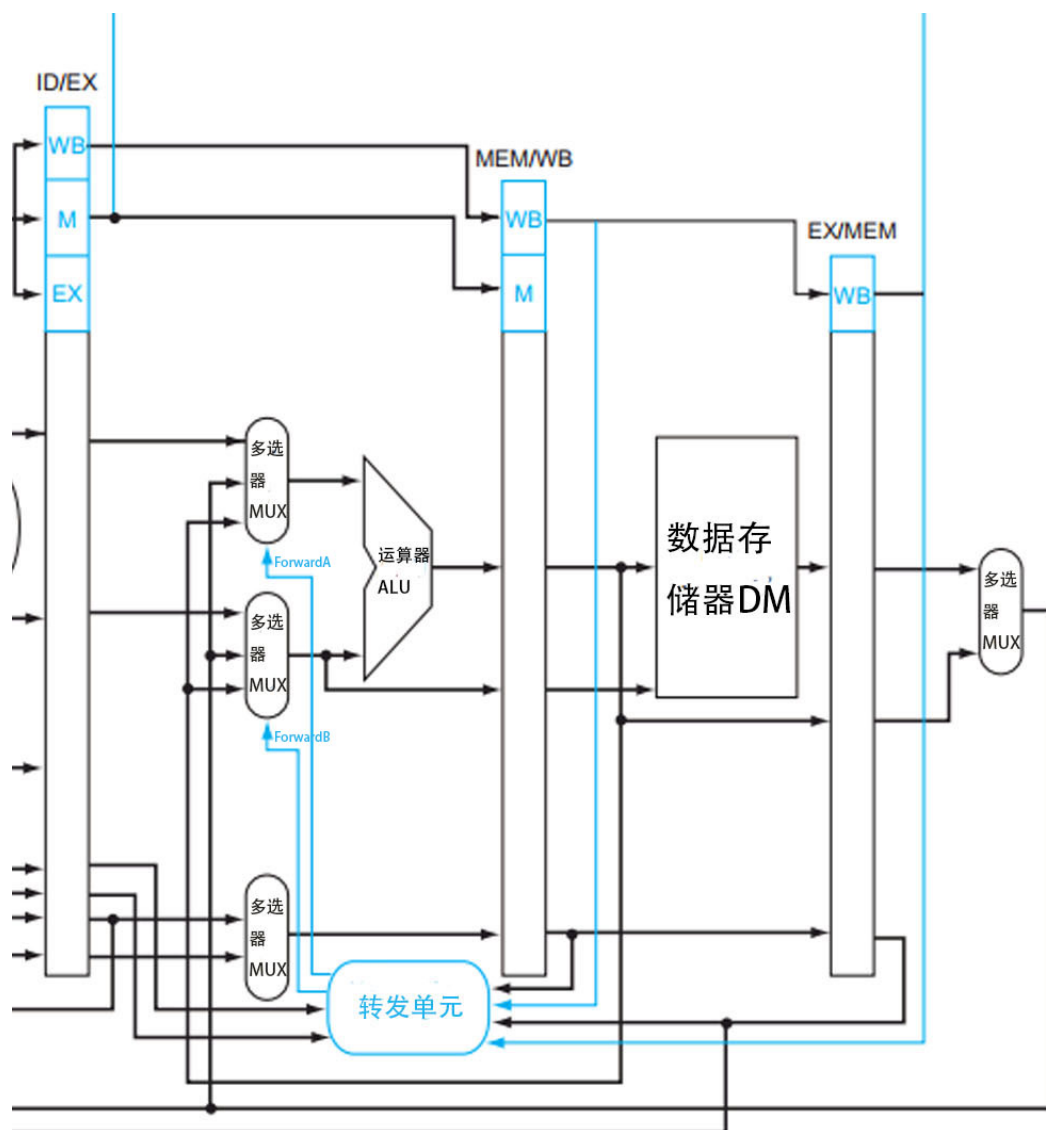 ID/EX
WB
M
EX
MEM/WB
WB
M
EX/MEM
WB
多选
器
MUX
ForwardA
运算器
ALU
多选
器
MUX
ForwardB
数据存
储器DM
多选
器
MUX
多选
器
MUX
转发单元